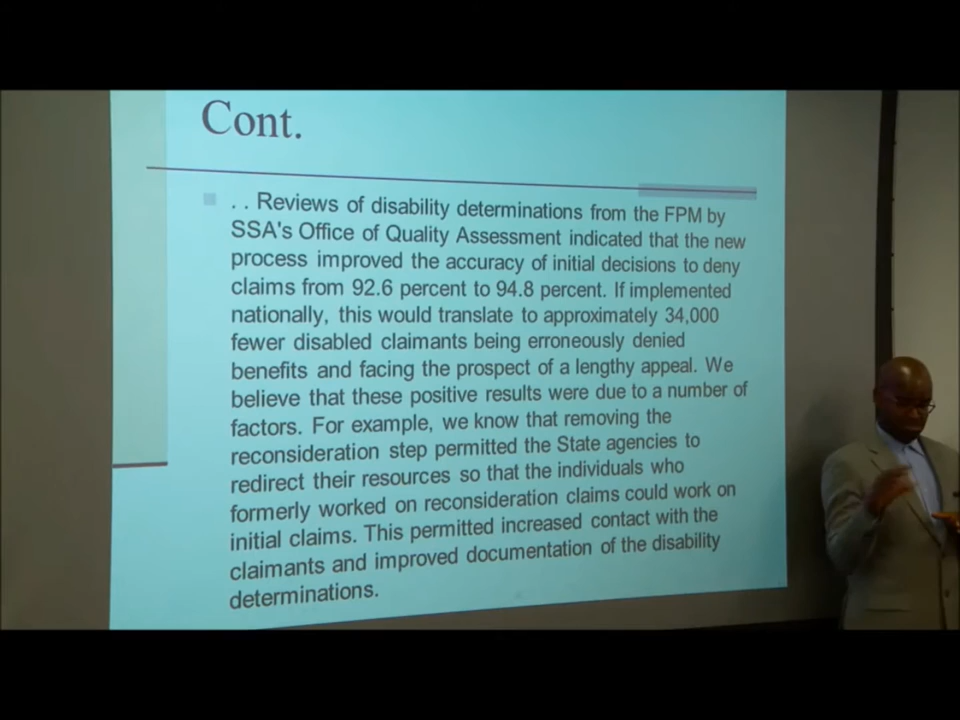 Cont.
. . Reviews of disability determinations from the FPM by
SSA's Office of Quality Assessment indicated that the new
process improved the accuracy of initial decisions to deny
claims from 92.6 percent to 94.8 percent. If implemented
nationally, this would translate to approximately 34,000
fewer disabled claimants being erroneously denied
benefits and facing the prospect of a lengthy appeal. We
believe that these positive results were due to a number of
factors. For example, we know that removing the
reconsideration step permitted the State agencies to
redirect their resources so that the individuals who
formerly worked on reconsideration claims could work on
initial claims. This permitted increased contact with the
claimants and improved documentation of the disability
determinations.